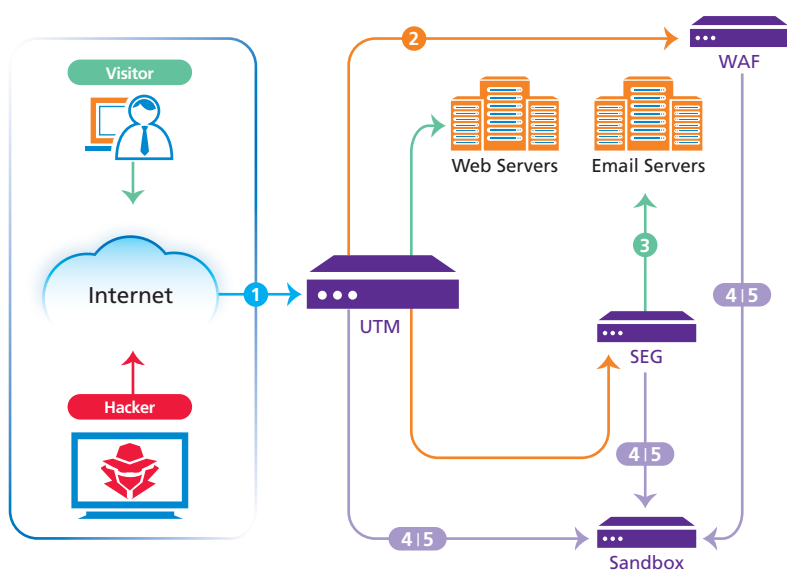 2
WAF
Visitor
Web Servers
Email Servers
3
Internet
1
4|5
UTM
SEG
Hacker
4|5
4|5
Sandbox